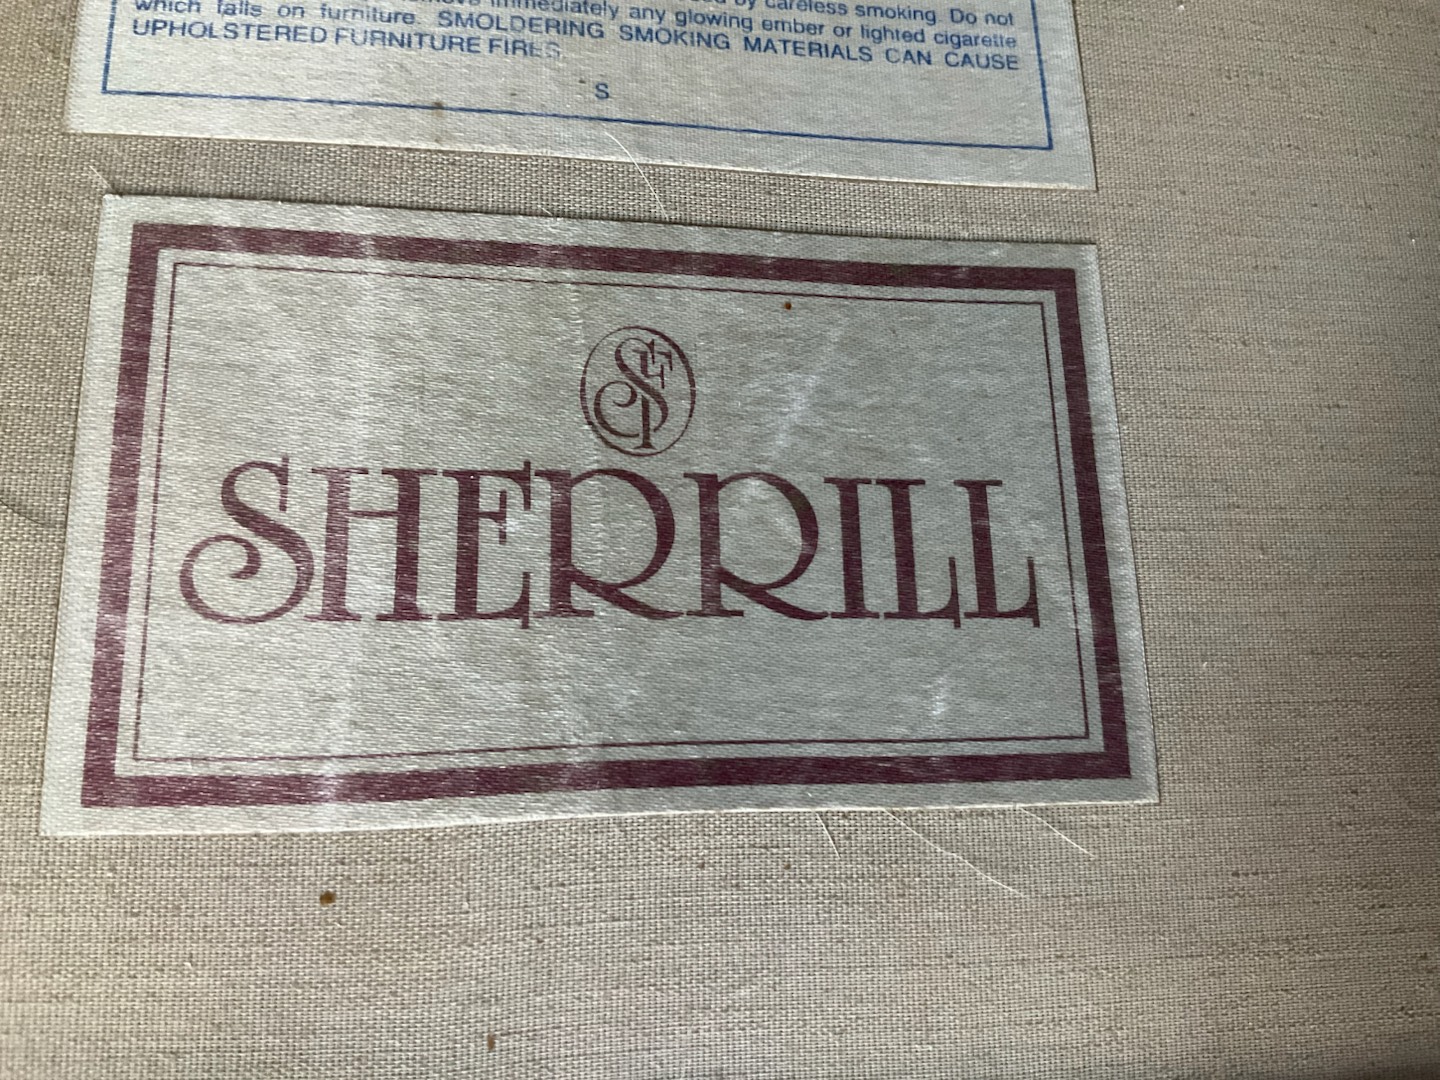 by careless smoking. Do not
immediately any glowing ember or lighted cigarette
which falls on furniture. SMOLDERING SMOKING MATERIALS CAN CAUSE
UPHOLSTERED FURNITURE FIRES.
S
SHERRILL